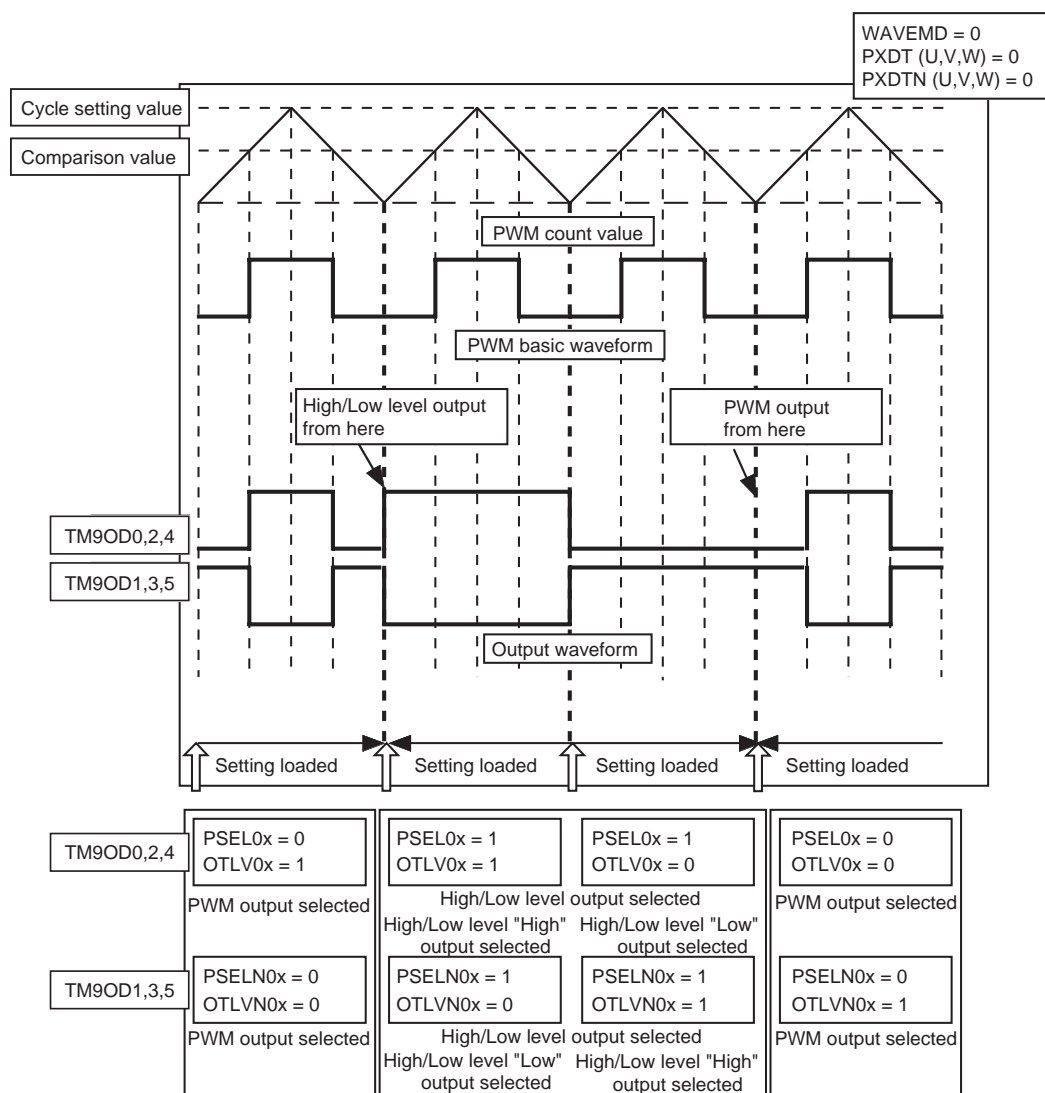 WAVEMD = 0
PXDT (U,V,W) = 0
PXDTN (U,V,W) = 0
Cycle setting value
Comparison value
PWM count value
PWM basic waveform
High/Low level output
from here
PWM output
from here
TM9OD0,2,4
TM9OD1,3,5
Output waveform
Setting loaded
Setting loaded
Setting loaded
Setting loaded
TM9OD0,2,4
PSEL0x = 0
OTLV0x = 1
PWM output selected
PSEL0x = 1
OTLV0x = 1
PSEL0x = 1
OTLV0x = 0
High/Low level output selected
High/Low level "High"
output selected
High/Low level "Low"
output selected
PSEL0x = 0
OTLV0x = 0
PWM output selected
TM9OD1,3,5
PSELN0x = 0
OTLVN0x = 0
PWM output selected
PSELN0x = 1
OTLVN0x = 0
PSELN0x = 1
OTLVN0x = 1
High/Low level output selected
High/Low level "Low"
output selected
High/Low level "High"
output selected
PSELN0x = 0
OTLVN0x = 1
PWM output selected